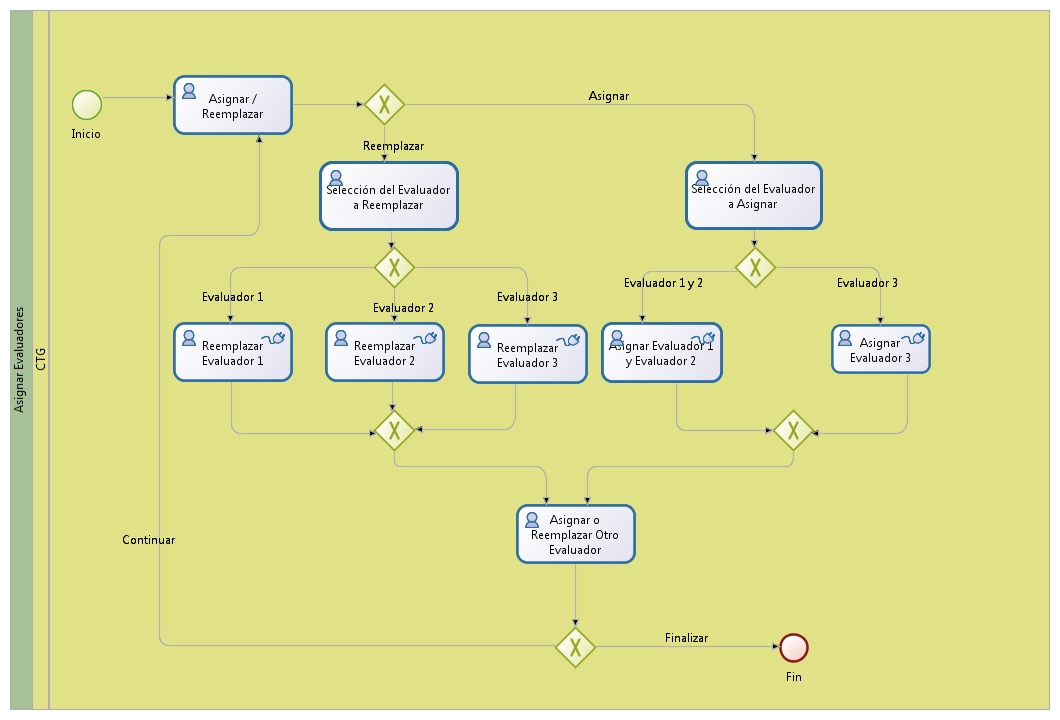 Asignar Evaluadores
CTG
Inicio
Asignar /
Reemplazar
Asignar
Reemplazar
Selección del Evaluador
a Reemplazar
Selección del Evaluador
a Asignar
Evaluador 1
Evaluador 2
Evaluador 3
Evaluador 1 y 2
Evaluador 3
Reemplazar
Evaluador 1
Reemplazar
Evaluador 2
Reemplazar
Evaluador 3
Asignar Evaluador 1
y Evaluador 2
Asignar
Evaluador 3
Asignar o
Reemplazar Otro
Evaluador
Continuar
Finalizar
Fin